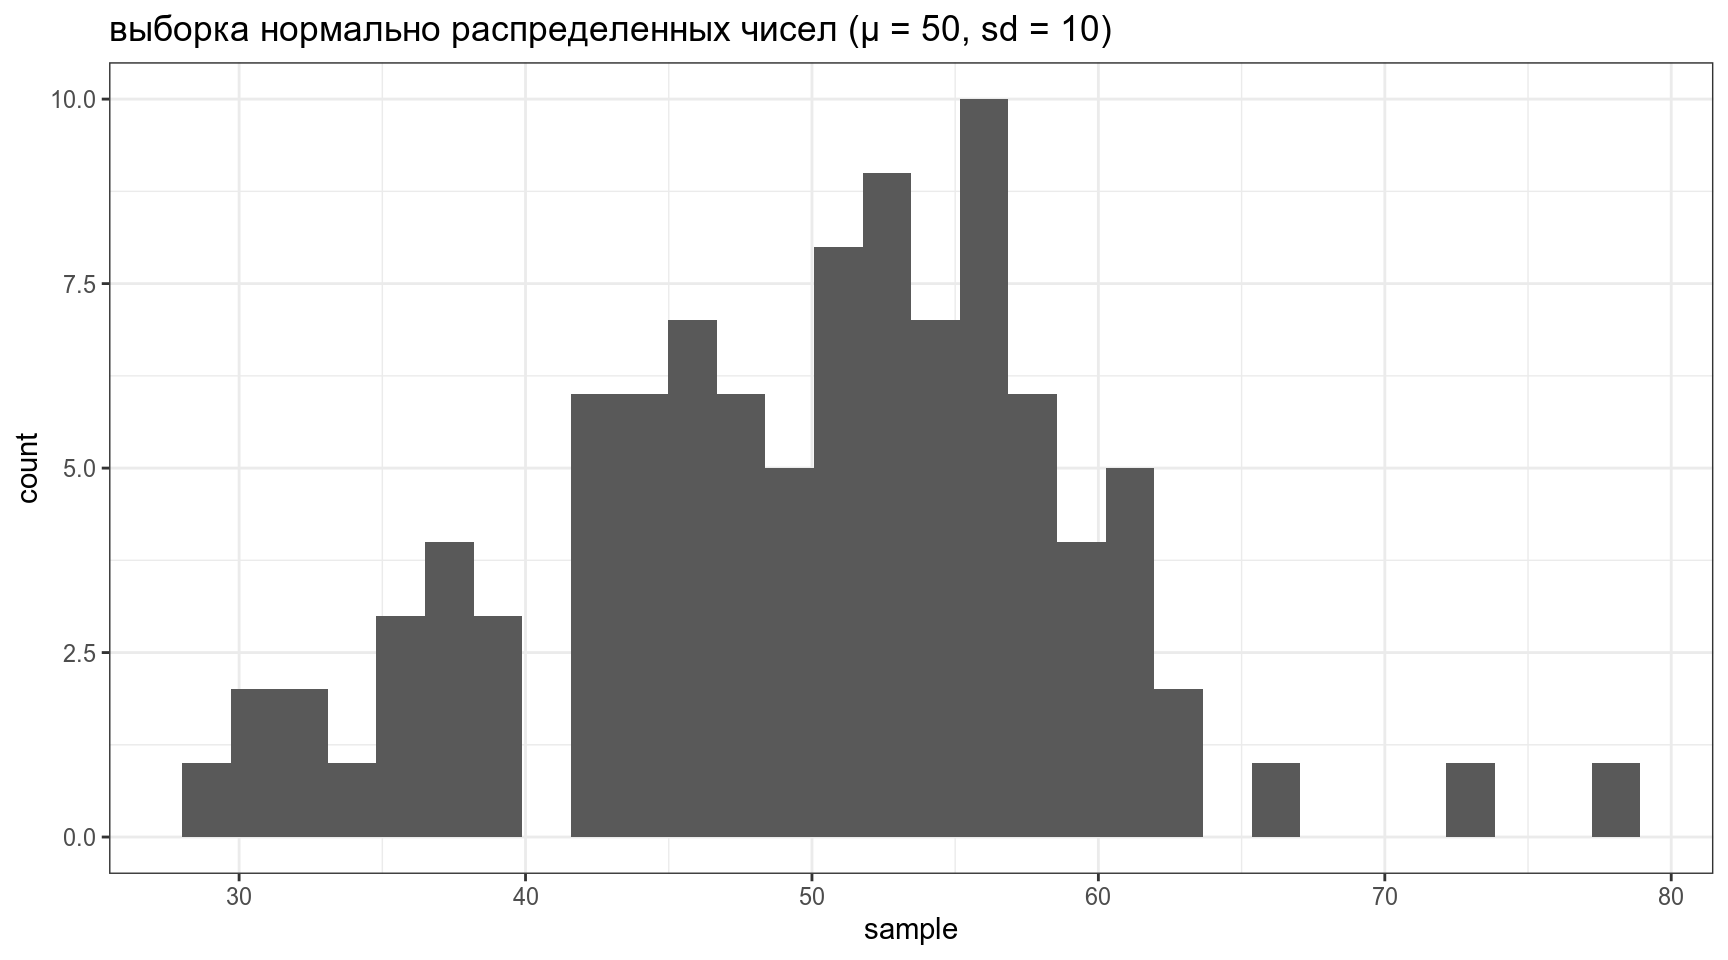 выборка нормально распределенных чисел (μ = 50, sd = 10)
10.0
7.5
5.0
2.5
0.0
count
30 40 50 60 70 80
sample